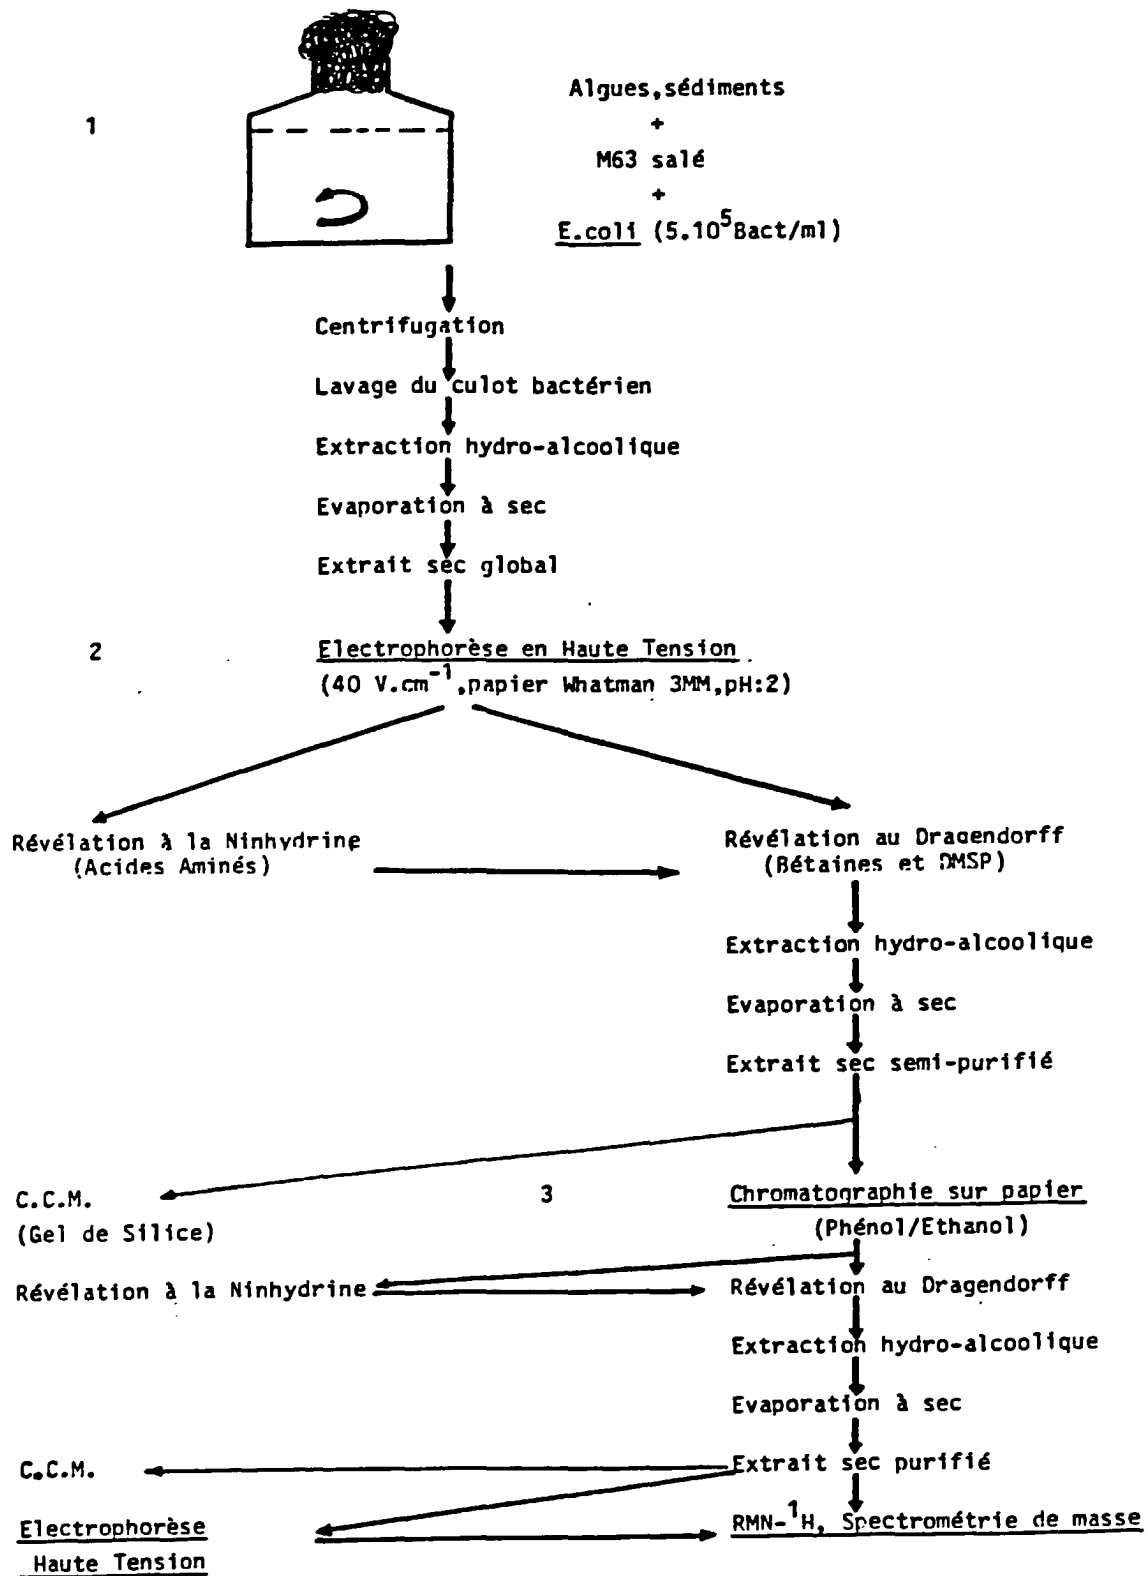 1
Algues,sédiments
+
M63 salé
+
E.coli (5.10⁵Bact/ml)
Centrifugation
Lavage du culot bactérien
Extraction hydro-alcoolique
Evaporation à sec
Extrait sec global
2
Electrophorèse en Haute Tension
(40 V.cm⁻¹,papier Whatman 3MM,pH:2)
Révélation à la Ninhydrine
(Acides Aminés)
Révélation au Dragendorff
(Bétaines et DMSP)
Extraction hydro-alcoolique
Evaporation à sec
Extrait sec semi-purifié
C.C.M.
(Gel de Silice)
3
Chromatographie sur papier
(Phénol/Ethanol)
Révélation à la Ninhydrine
Révélation au Dragendorff
Extraction hydro-alcoolique
Evaporation à sec
Extrait sec purifié
C.C.M.
Electrophorèse
Haute Tension
RMN-¹H, Spectrométrie de masse